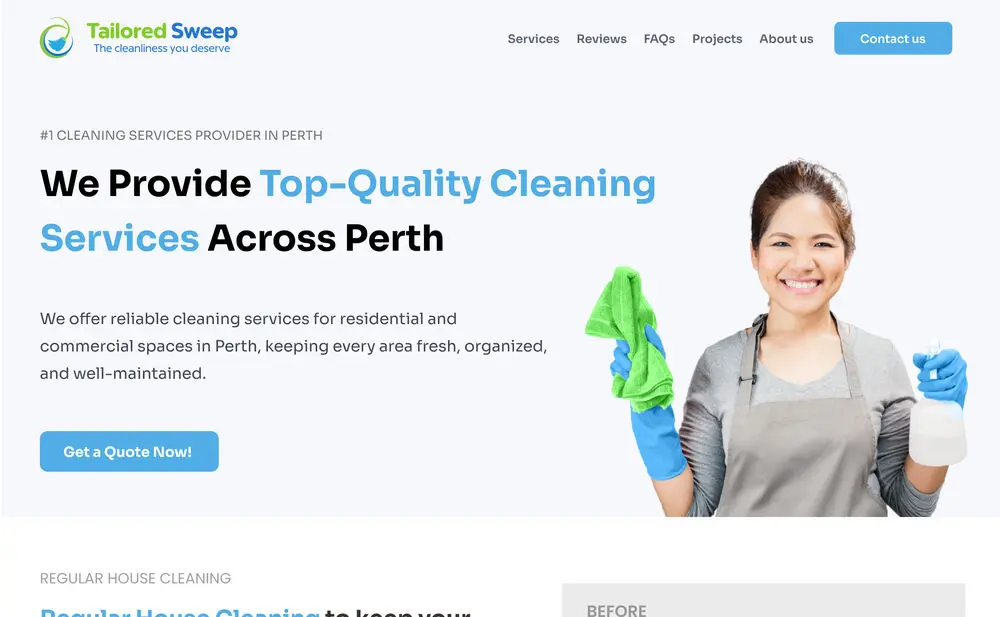 Tailored Sweep
The cleanliness you deserve
Services Reviews FAQs Projects About us Contact us
#1 CLEANING SERVICES PROVIDER IN PERTH
We Provide Top-Quality Cleaning
Services Across Perth
We offer reliable cleaning services for residential and
commercial spaces in Perth, keeping every area fresh, organized,
and well-maintained.
Get a Quote Now!
REGULAR HOUSE CLEANING
Regular House Cleaning to keep your
BEFORE